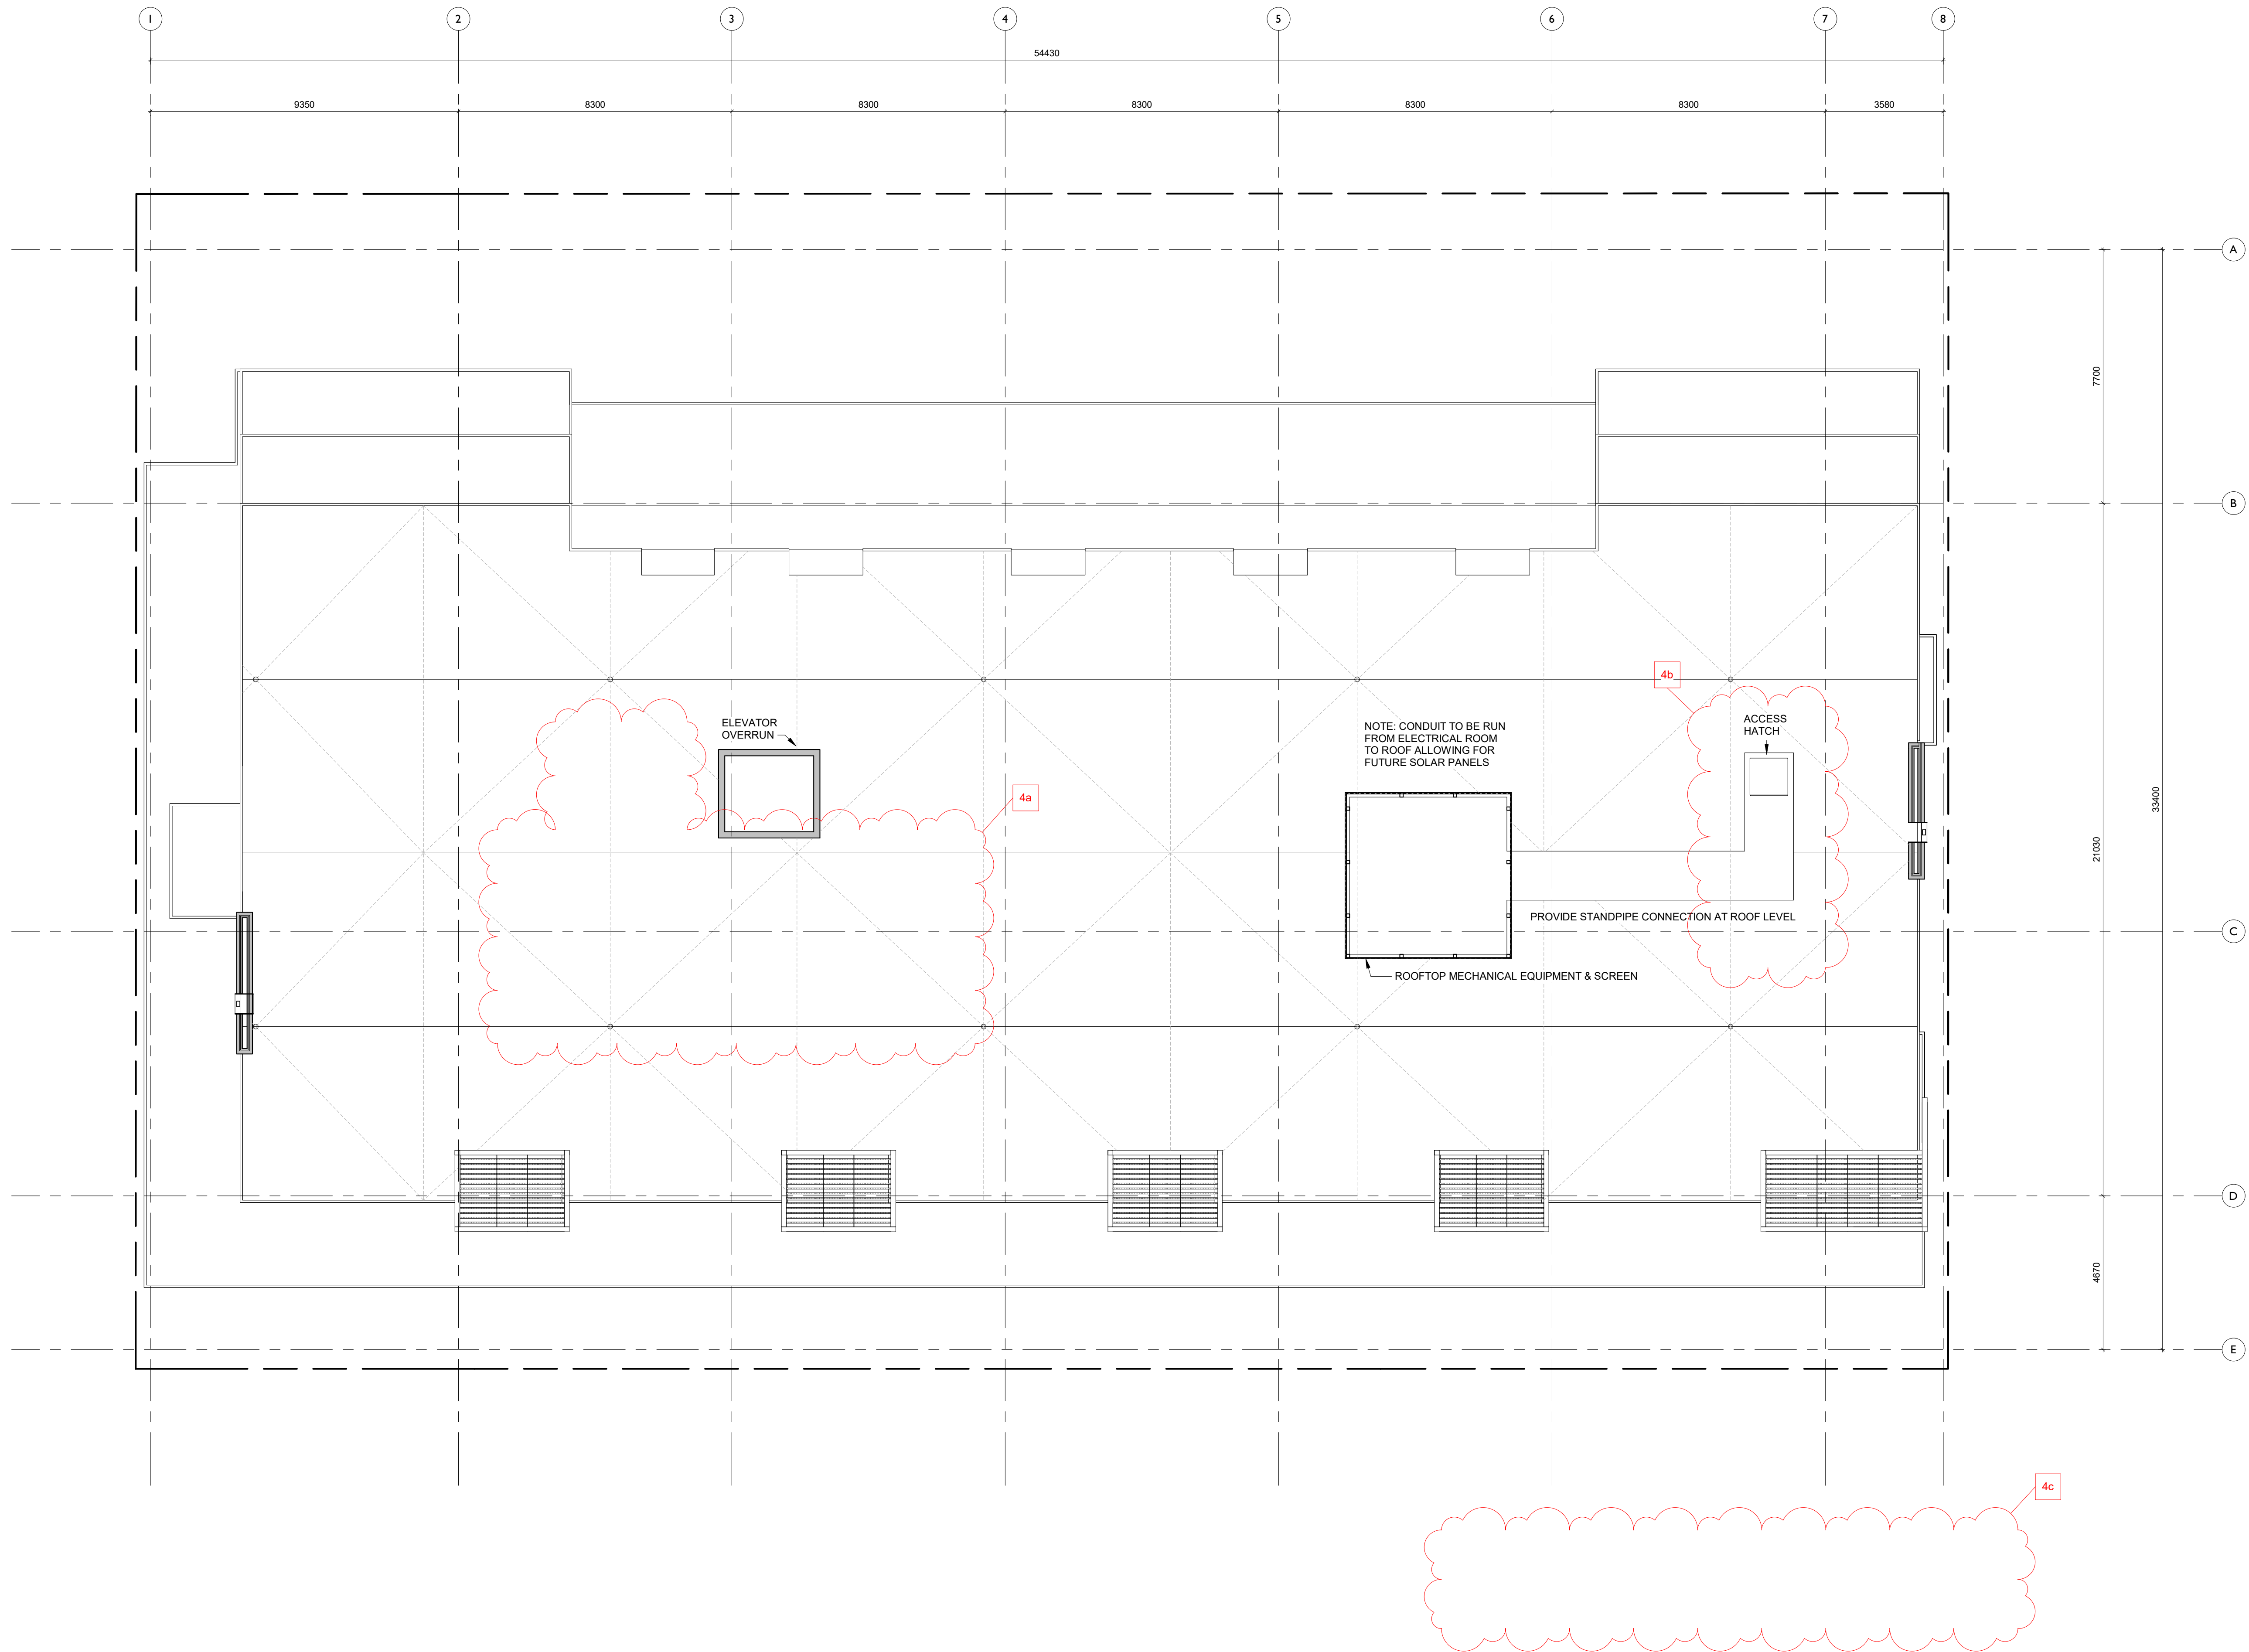 1 2 3 4 5 6 7 8
54430
9350 8300 8300 8300 8300 8300 3580
A
7700
B
4b
ELEVATOR
OVERRUN
NOTE: CONDUIT TO BE RUN
FROM ELECTRICAL ROOM
TO ROOF ALLOWING FOR
FUTURE SOLAR PANELS
ACCESS
HATCH
4a
33400
21030
PROVIDE STANDPIPE CONNECTION AT ROOF LEVEL
C
ROOFTOP MECHANICAL EQUIPMENT & SCREEN
D
4670
E
4c